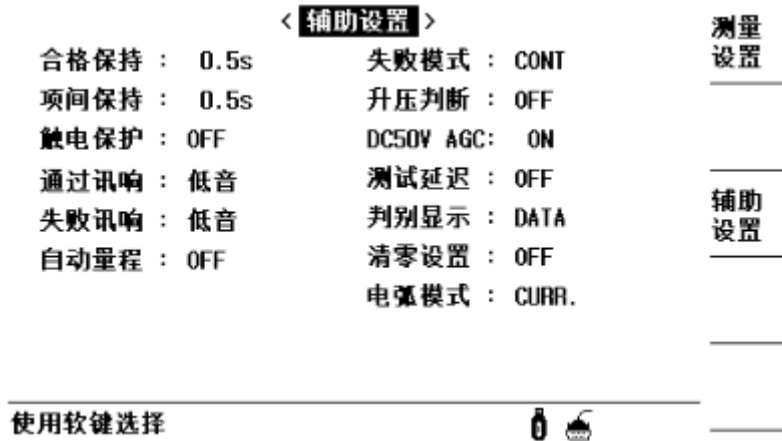 < 辅助设置 >
合格保持 : 0.5s 失败模式 : CONT
项间保持 : 0.5s 升压判断 : OFF
触电保护 : OFF DC50V AGC: ON
通过讯响 : 低音 测试延迟 : OFF
失败讯响 : 低音 判别显示 : DATA
自动量程 : OFF 清零设置 : OFF
电弧模式 : CURR.
使用软键选择
测量
设置
辅助
设置